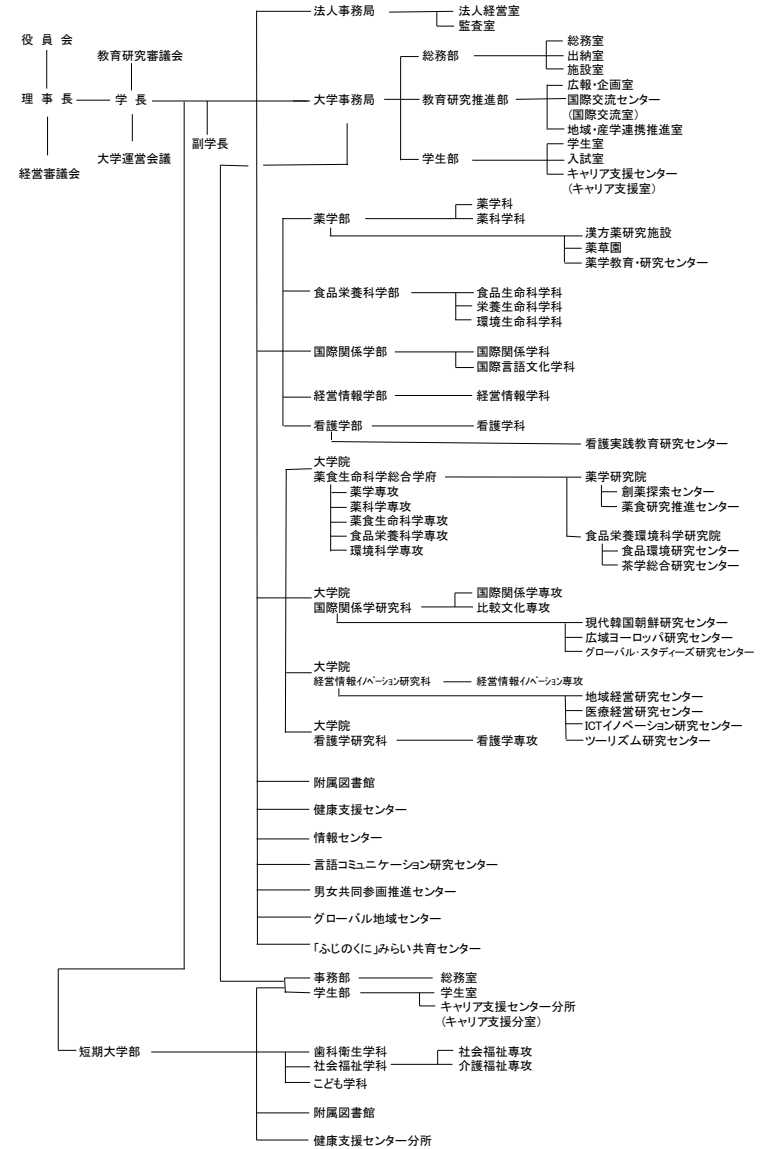 法人事務局
法人経営室
監査室
役員会
教育研究審議会
理事長
学長
副学長
経営審議会
大学運営会議
大学事務局
総務部
総務室
出納室
施設室
教育研究推進部
広報・企画室
国際交流センター
(国際交流室)
地域・産学連携推進室
学生部
学生室
入試室
キャリア支援センター
(キャリア支援室)
薬学部
薬学科
薬科学科
漢方薬研究施設
薬草園
薬学教育・研究センター
食品栄養科学部
食品生命科学科
栄養生命科学科
環境生命科学科
国際関係学部
国際関係学科
国際言語文化学科
経営情報学部
経営情報学科
看護学部
看護学科
看護実践教育研究センター
大学院
薬食生命科学総合学府
薬学専攻
薬科学専攻
薬食生命科学専攻
食品栄養科学専攻
環境科学専攻
薬学研究院
創薬探索センター
薬食研究推進センター
食品栄養環境科学研究院
食品環境研究センター
茶学総合研究センター
大学院
国際関係学研究科
国際関係学専攻
比較文化専攻
現代韓国朝鮮研究センター
広域ヨーロッパ研究センター
グローバル・スタディーズ研究センター
大学院
経営情報イノベーション研究科
経営情報イノベーション専攻
地域経営研究センター
医療経営研究センター
ICTイノベーション研究センター
ツーリズム研究センター
大学院
看護学研究科
看護学専攻
附属図書館
健康支援センター
情報センター
言語コミュニケーション研究センター
男女共同参画推進センター
グローバル地域センター
「ふじのくに」みらい共育センター
事務部
総務室
学生部
学生室
キャリア支援センター分所
(キャリア支援分室)
短期大学部
歯科衛生学科
社会福祉学科
社会福祉専攻
介護福祉専攻
こども学科
附属図書館
健康支援センター分所